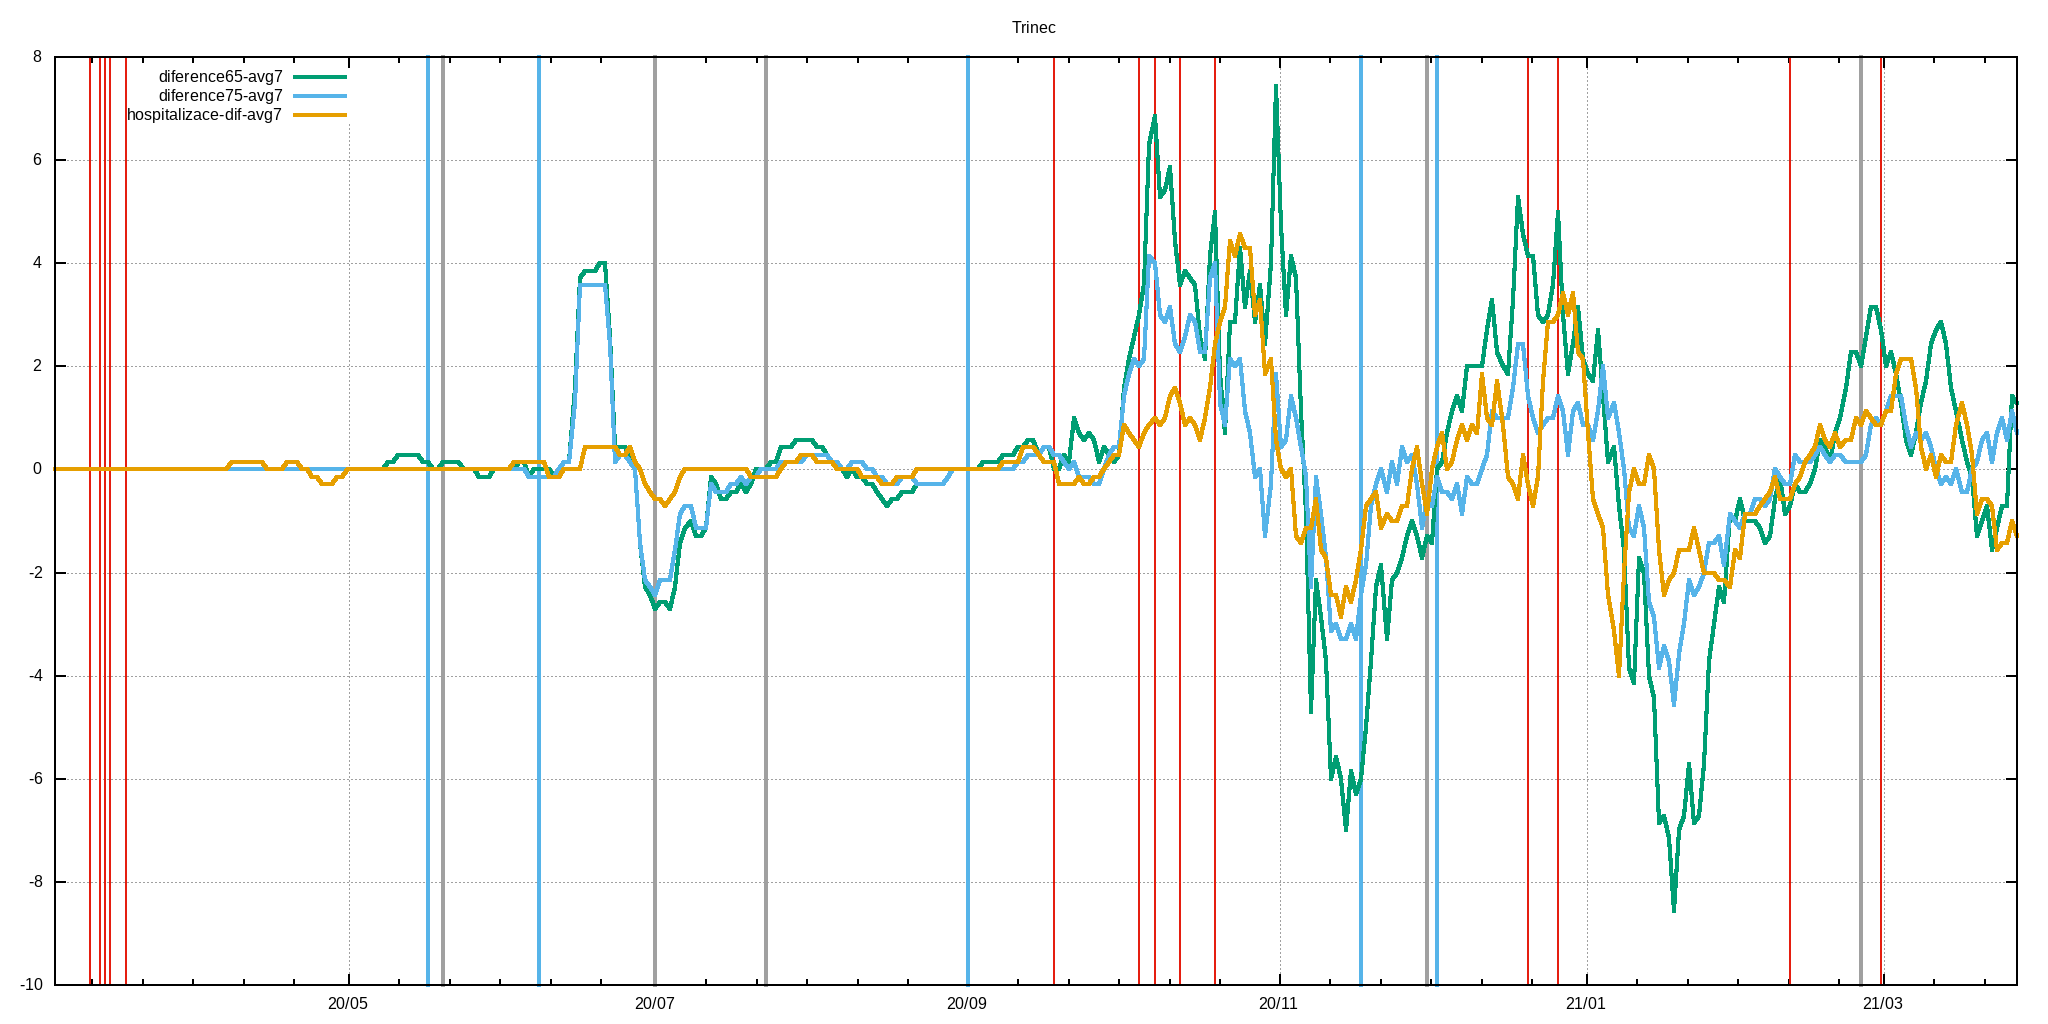 Trinec
diference65-avg7
diference75-avg7
hospitalizace-dif-avg7
8
6
4
2
0
-2
-4
-6
-8
-10
20/05 20/07 20/09 20/11 21/01 21/03